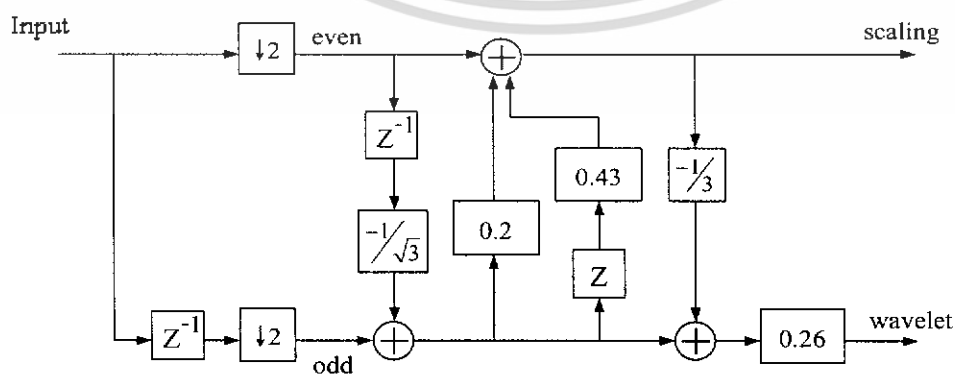 Input
↓2
even
+
scaling
Z⁻¹
-1/√3
0.2
0.43
Z
-1/3
Z⁻¹
↓2
odd
+
+
0.26
wavelet